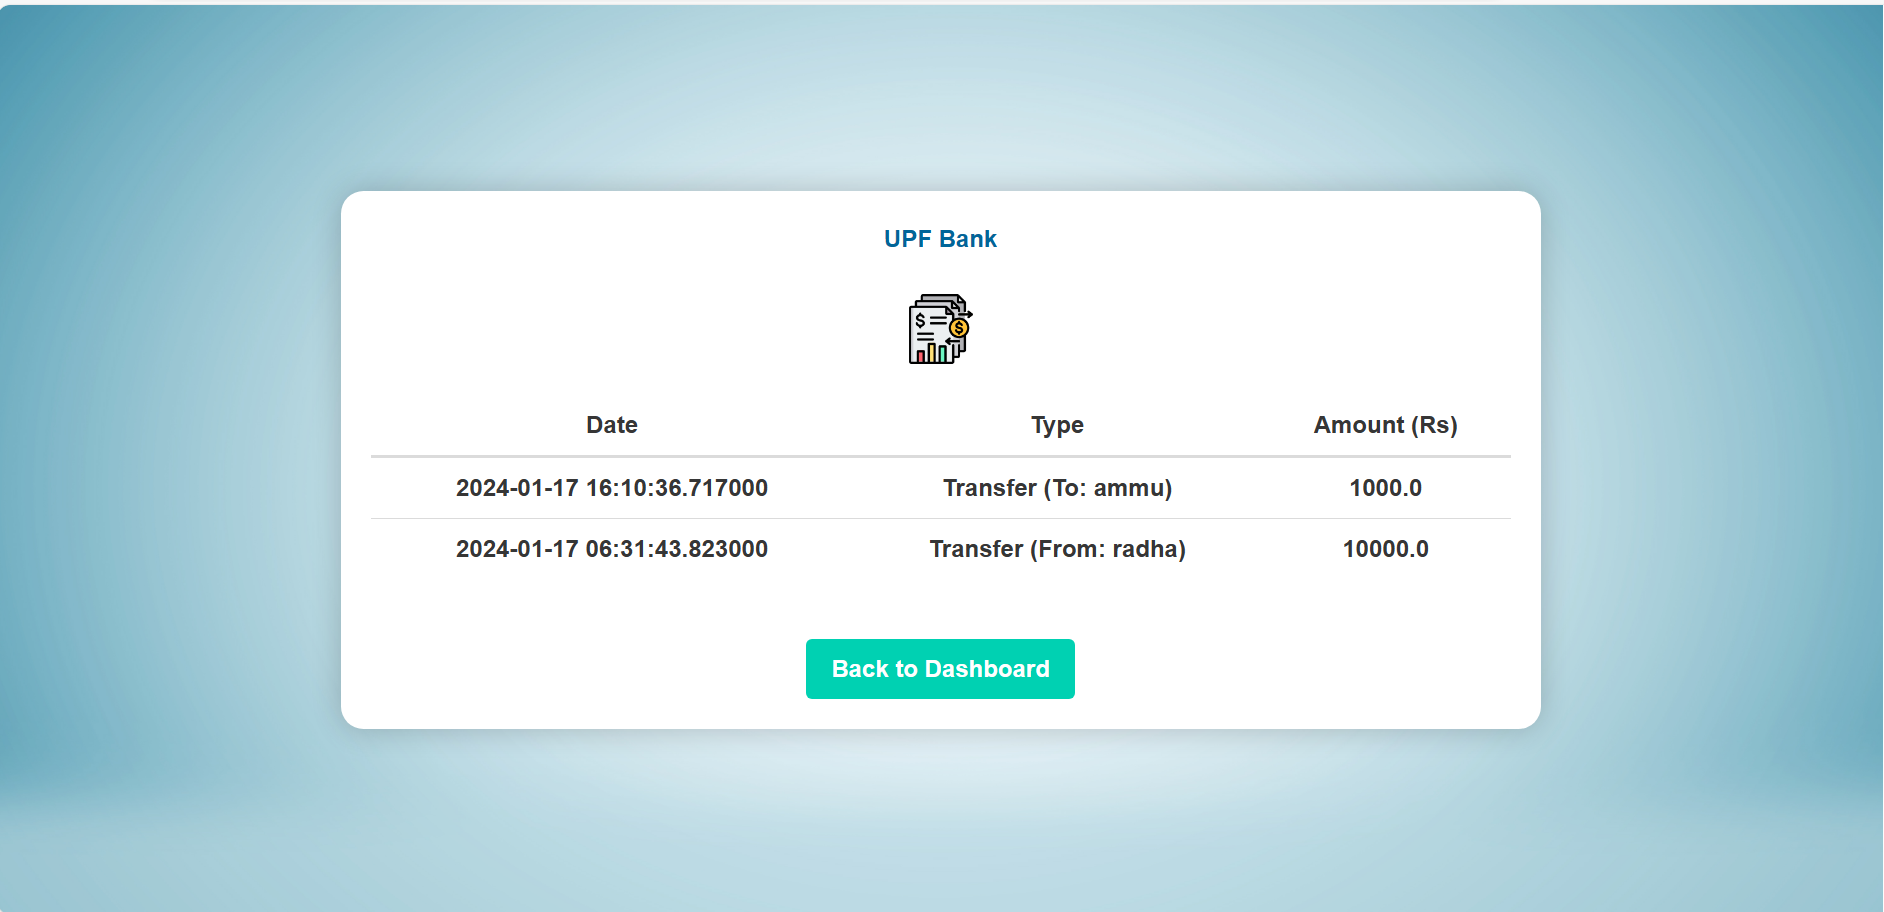 UPF Bank
Date Type Amount (Rs)
2024-01-17 16:10:36.717000 Transfer (To: ammu) 1000.0
2024-01-17 06:31:43.823000 Transfer (From: radha) 10000.0
Back to Dashboard